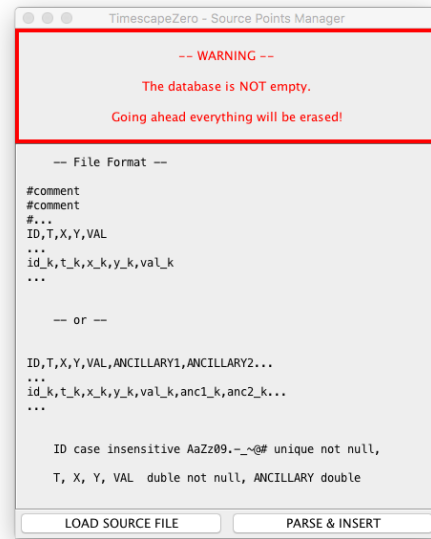 TimescapeZero - Source Points Manager
-- WARNING --
The database is NOT empty.
Going ahead everything will be erased!
-- File Format --
#comment
#comment
#...
ID,T,X,Y,VAL
...
id_k,t_k,x_k,y_k,val_k
...
-- or --
ID,T,X,Y,VAL,ANCILLARY1,ANCILLARY2...
...
id_k,t_k,x_k,y_k,val_k,anc1_k,anc2_k...
...
ID case insensitive AaZz09.-_~@# unique not null,
T, X, Y, VAL  duble not null, ANCILLARY double
LOAD SOURCE FILE
PARSE & INSERT